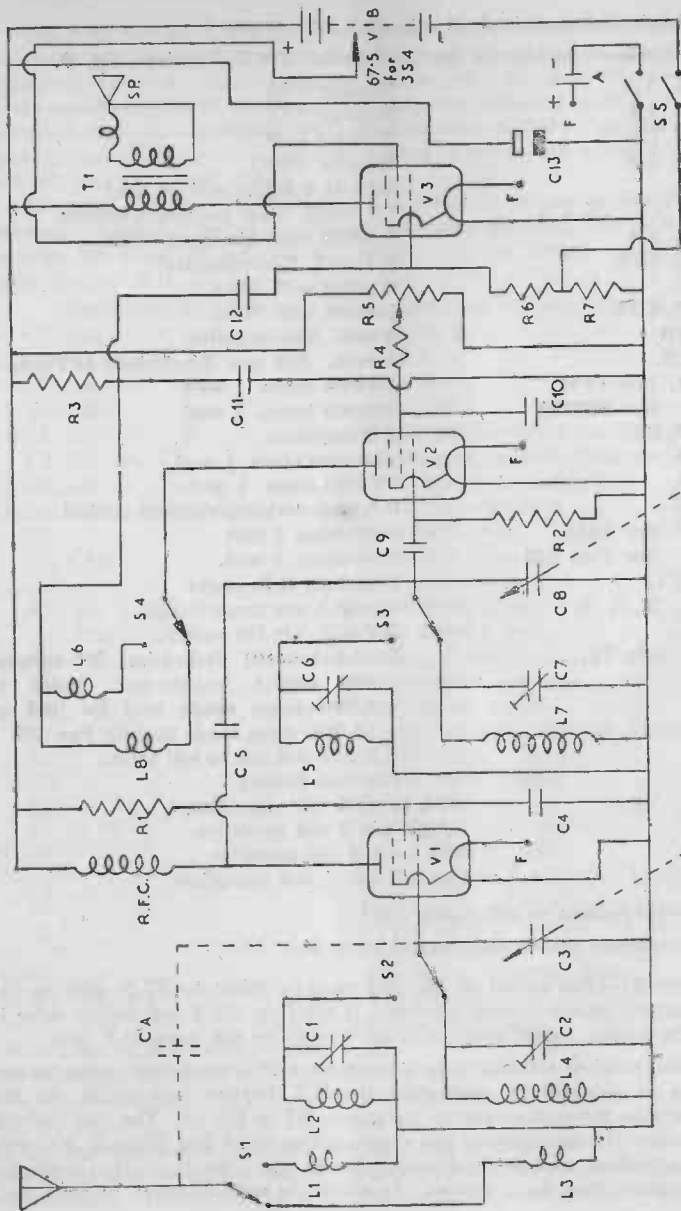 +
V1B
-
67·5
for
3S4
SP.
T1
+
-
A
F
S5
C13
V3
F
C12
R5
R6
R7
R3
C11
R4
C10
V2
F
S4
C9
R2
L6
S3
C8
L8
C6
C7
C5
L5
L7
R1
R.F.C.
C4
V1
F
CA
S2
C3
C1
C2
L2
L4
S1
L1
L3